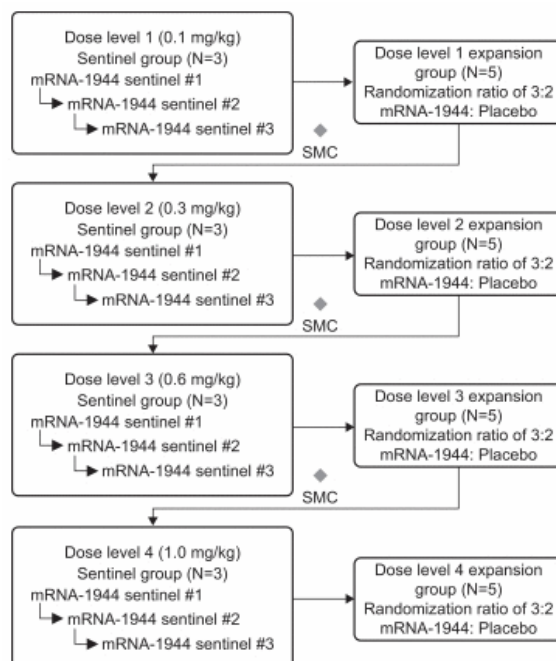 Dose level 1 (0.1 mg/kg)
Sentinel group (N=3)
mRNA-1944 sentinel #1
mRNA-1944 sentinel #2
mRNA-1944 sentinel #3
Dose level 1 expansion
group (N=5)
Randomization ratio of 3:2
mRNA-1944: Placebo
SMC
Dose level 2 (0.3 mg/kg)
Sentinel group (N=3)
mRNA-1944 sentinel #1
mRNA-1944 sentinel #2
mRNA-1944 sentinel #3
Dose level 2 expansion
group (N=5)
Randomization ratio of 3:2
mRNA-1944: Placebo
SMC
Dose level 3 (0.6 mg/kg)
Sentinel group (N=3)
mRNA-1944 sentinel #1
mRNA-1944 sentinel #2
mRNA-1944 sentinel #3
Dose level 3 expansion
group (N=5)
Randomization ratio of 3:2
mRNA-1944: Placebo
SMC
Dose level 4 (1.0 mg/kg)
Sentinel group (N=3)
mRNA-1944 sentinel #1
mRNA-1944 sentinel #2
mRNA-1944 sentinel #3
Dose level 4 expansion
group (N=5)
Randomization ratio of 3:2
mRNA-1944: Placebo